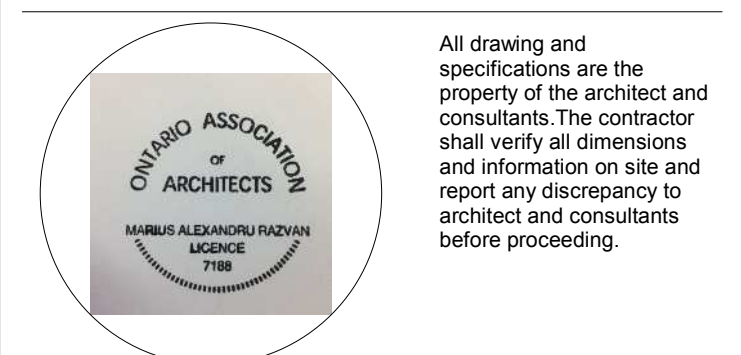 ONTARIO ASSOCIATION
OF
ARCHITECTS
MARIUS ALEXANDRU RAZVAN
LICENCE
7188
All drawing and
specifications are the
property of the architect and
consultants.The contractor
shall verify all dimensions
and information on site and
report any discrepancy to
architect and consultants
before proceeding.